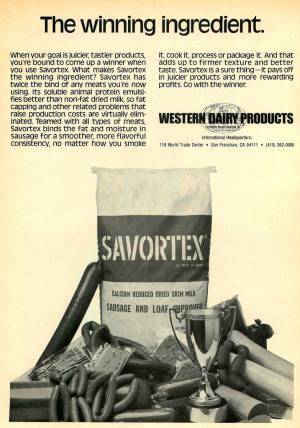 The winning ingredient.
When your goal is juicier, tastier products,
you're bound to come up a winner when
you use Savortex. What makes Savortex
the winning ingredient? Savortex has
twice the bind of any meats you're now
using. Its soluble animal protein emulsi-
fies better than non-fat dried milk, so fat
capping and other related problems that
raise production costs are virtually elim-
inated. Teamed with all types of meats,
Savortex binds the fat and moisture in
sausage for a smoother, more flavorful
consistency, no matter how you smoke
it, cook it, process or package it. And that
adds up to firmer texture and better
taste. Savortex is a sure thing—it pays off
in juicier products and more rewarding
profits. Go with the winner.
WESTERN DAIRY PRODUCTS
International Headquarters:
118 World Trade Center • San Francisco, CA 94111 • (415)
SAVORTEX
CALCIUM REDUCED DRIED SKIM MILK
SAUSAGE AND LOAF IMPROVER